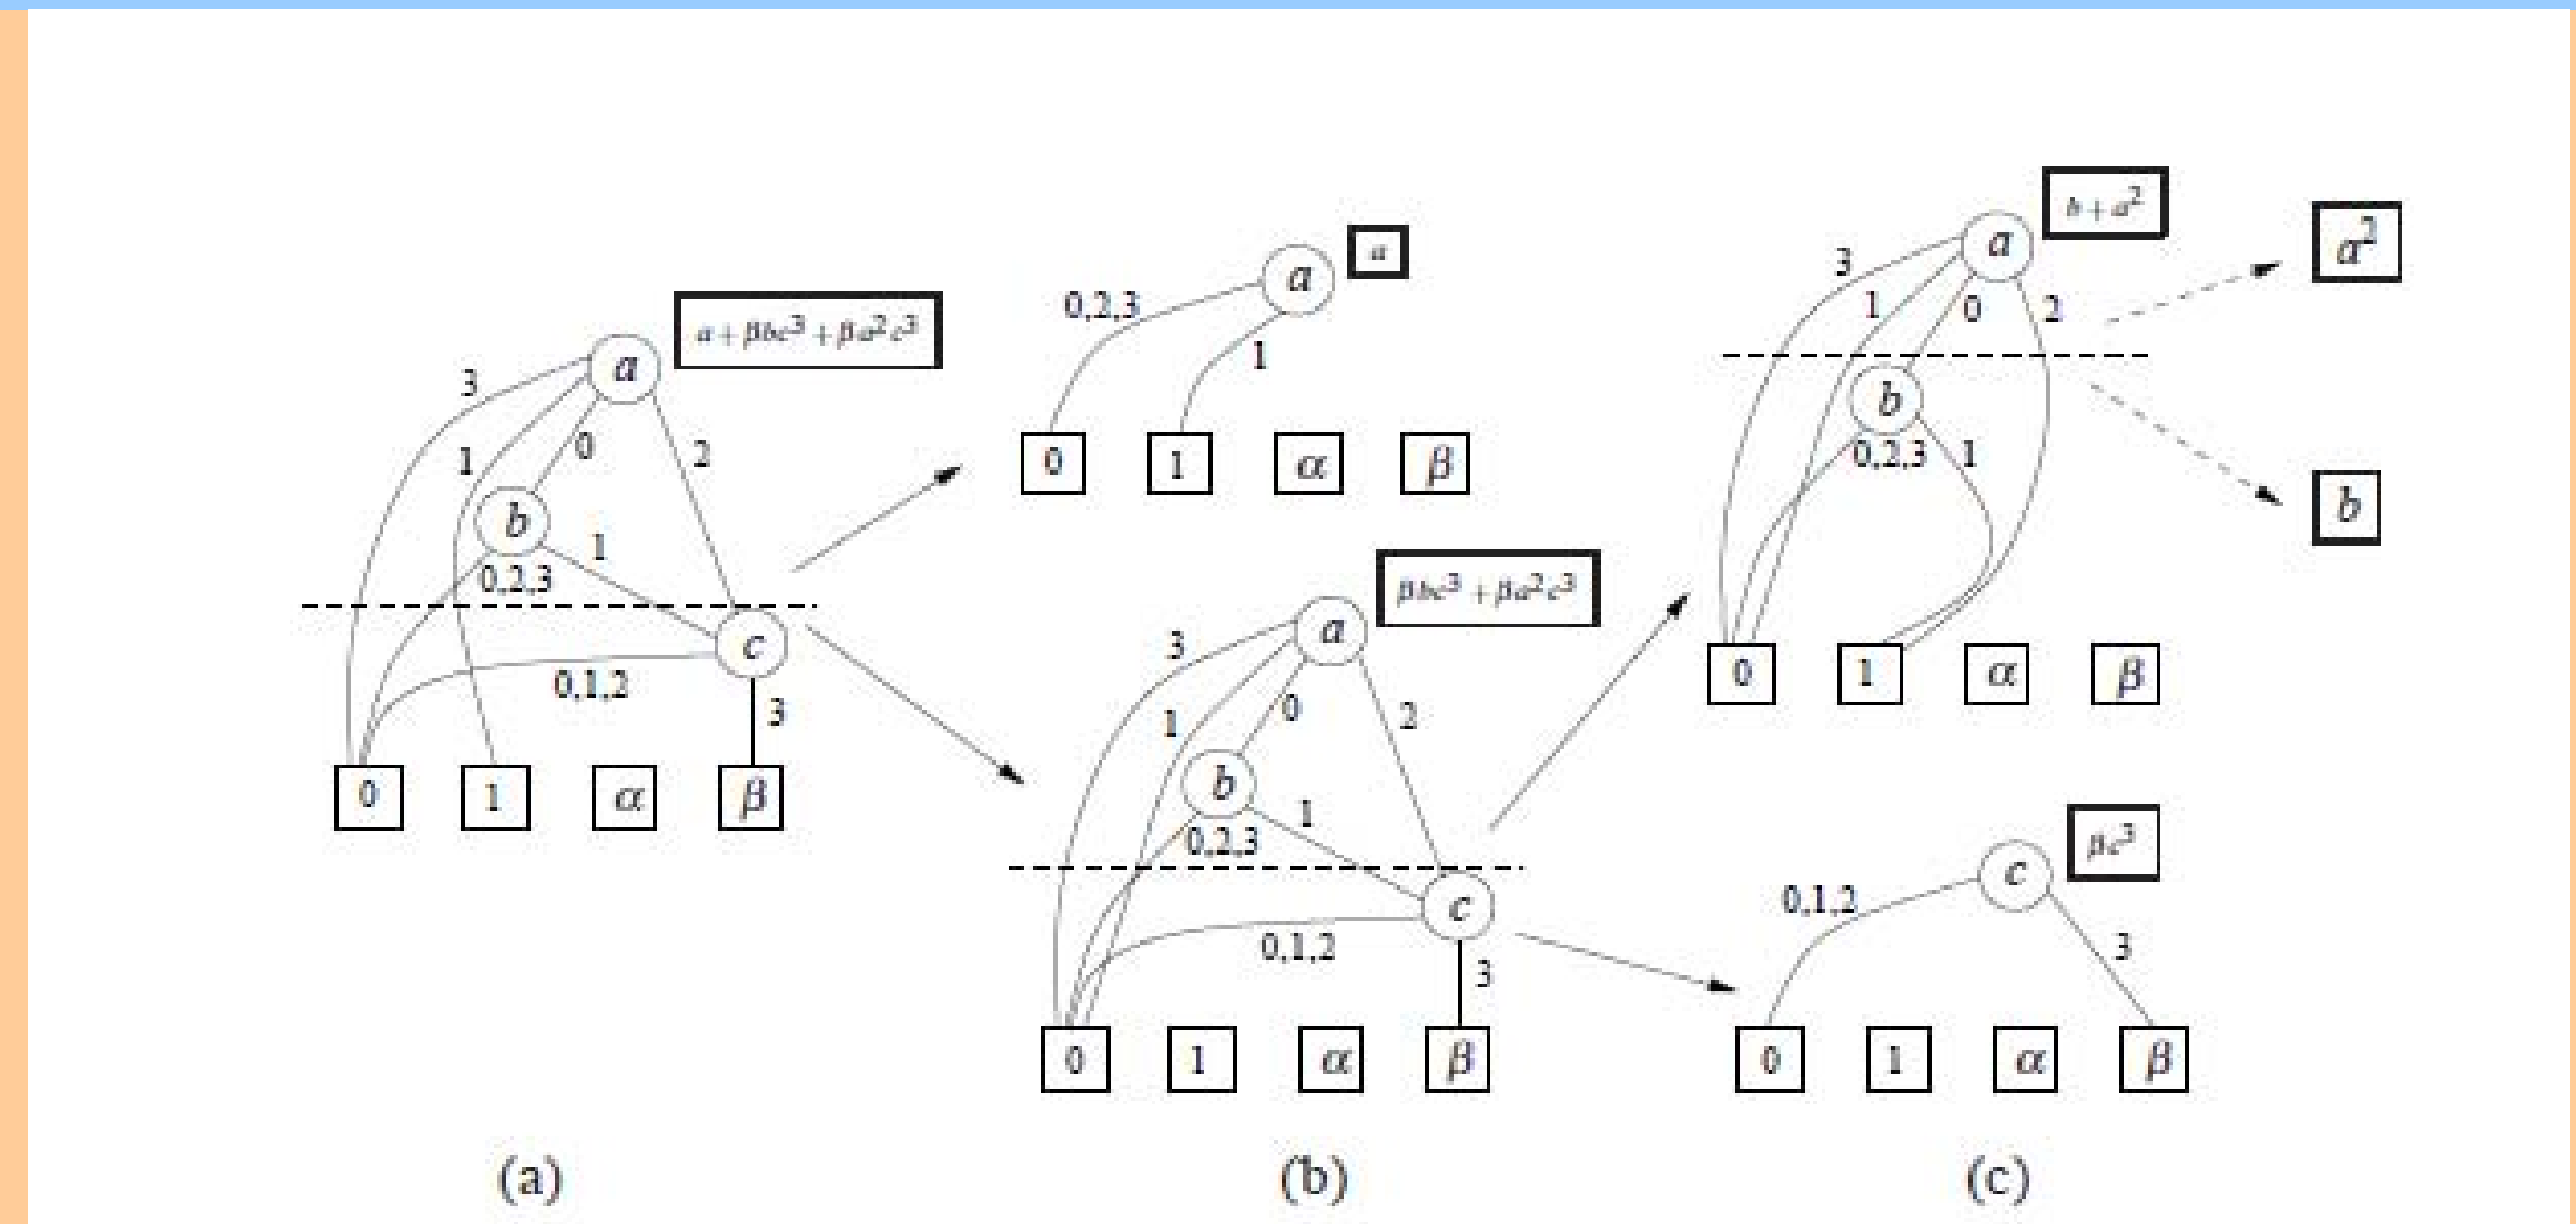 a + βbc³ + βa²c³
a
3
0
1
2
b
1
0,2,3
c
0,1,2
3
0 1 α β
(a)
a
a
0,2,3
1
0 1 α β
βbc³ + βa²c³
a
3
1
0
2
b
1
0,2,3
c
0,1,2
3
0 1 α β
(b)
b + a²
a
3
1
0
2
b
0,2,3
1
0 1 α β
a²
b
βc³
c
0,1,2
3
0 1 α β
(c)